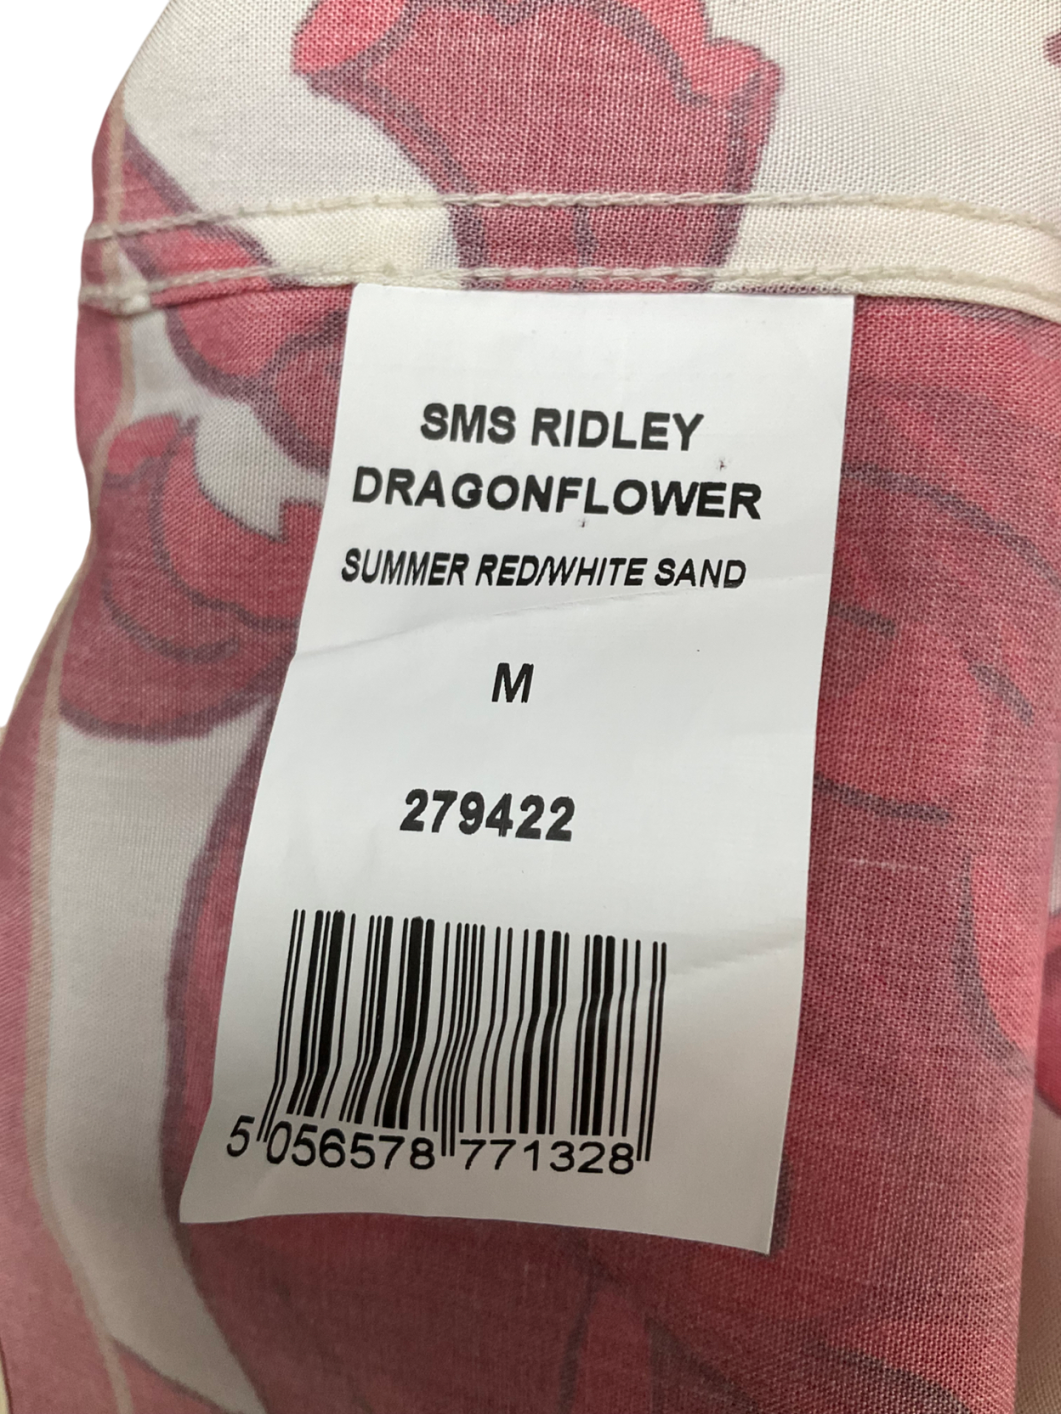 SMS RIDLEY
DRAGONFLOWER
SUMMER RED/WHITE SAND
M
279422
5 056578 771328